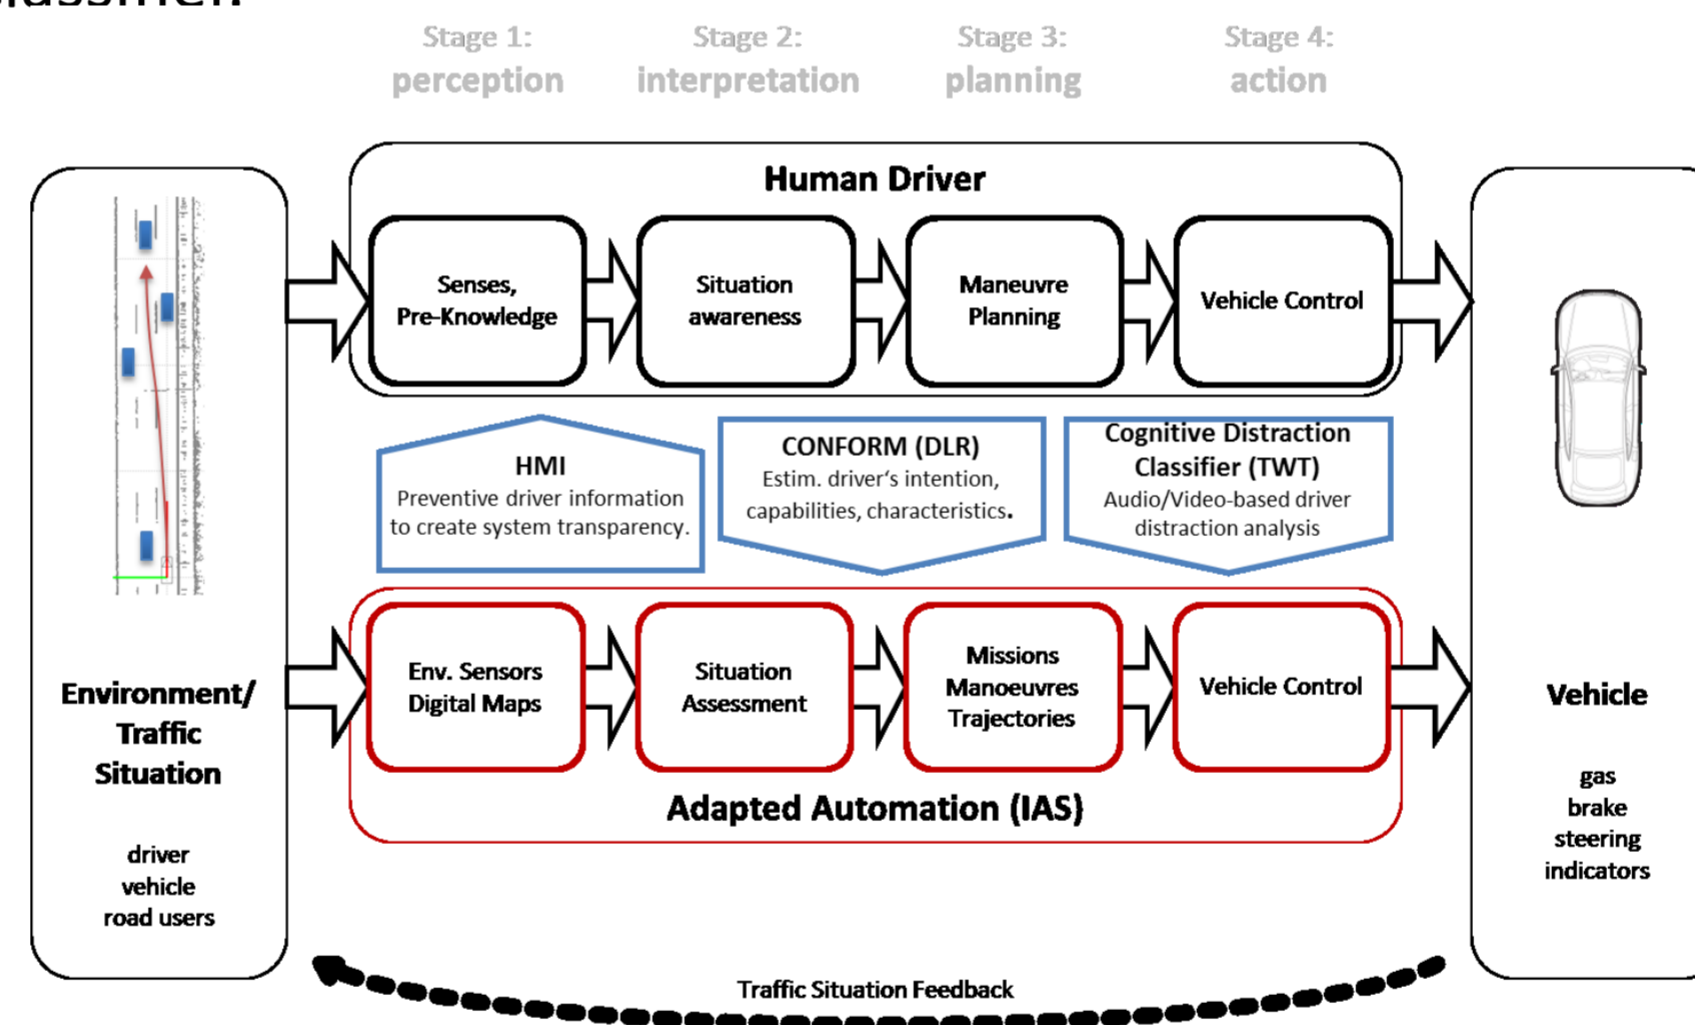 Stage 1:
perception
Stage 2:
interpretation
Stage 3:
planning
Stage 4:
action
Human Driver
Senses,
Pre-Knowledge
Situation
awareness
Maneuvre
Planning
Vehicle Control
HMI
Preventive driver information
to create system transparency.
CONFORM (DLR)
Estim. driver‘s intention,
capabilities, characteristics.
Cognitive Distraction
Classifier (TWT)
Audio/Video-based driver
distraction analysis
Env. Sensors
Digital Maps
Situation
Assessment
Missions
Manoeuvres
Trajectories
Vehicle Control
Adapted Automation (IAS)
Environment/
Traffic
Situation
driver
vehicle
road users
Vehicle
gas
brake
steering
indicators
Traffic Situation Feedback